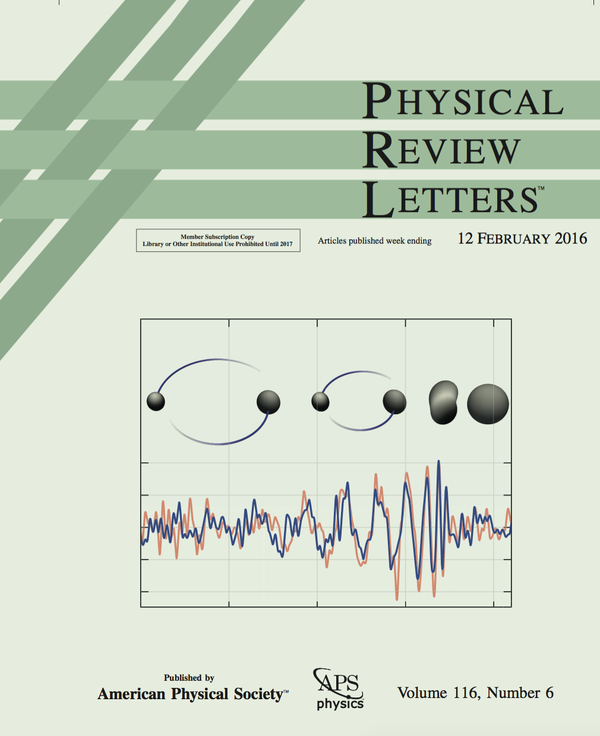 PHYSICAL
REVIEW
LETTERS™
Member Subscription Copy
Library or Other Institutional Use Prohibited Until 2017
Articles published week ending
12 FEBRUARY 2016
Published by
American Physical Society™
APS
physics
Volume 116, Number 6